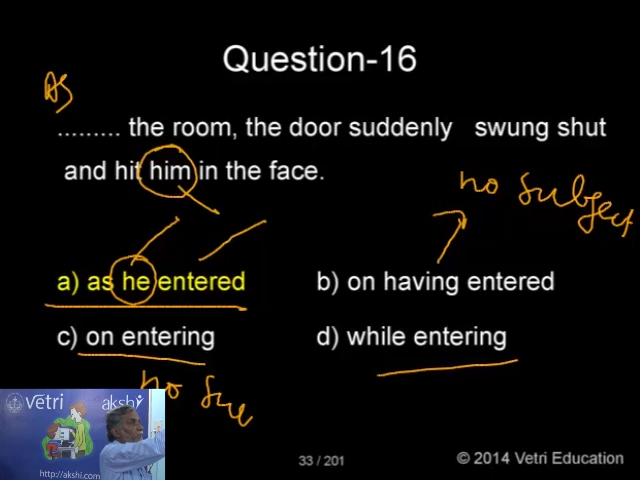 Question-16
As
......... the room, the door suddenly swung shut
and hit him in the face.
no subject
a) as he entered
b) on having entered
c) on entering
d) while entering
no sue
vetri akshi
http://akshi.com
33 / 201
© 2014 Vetri Education